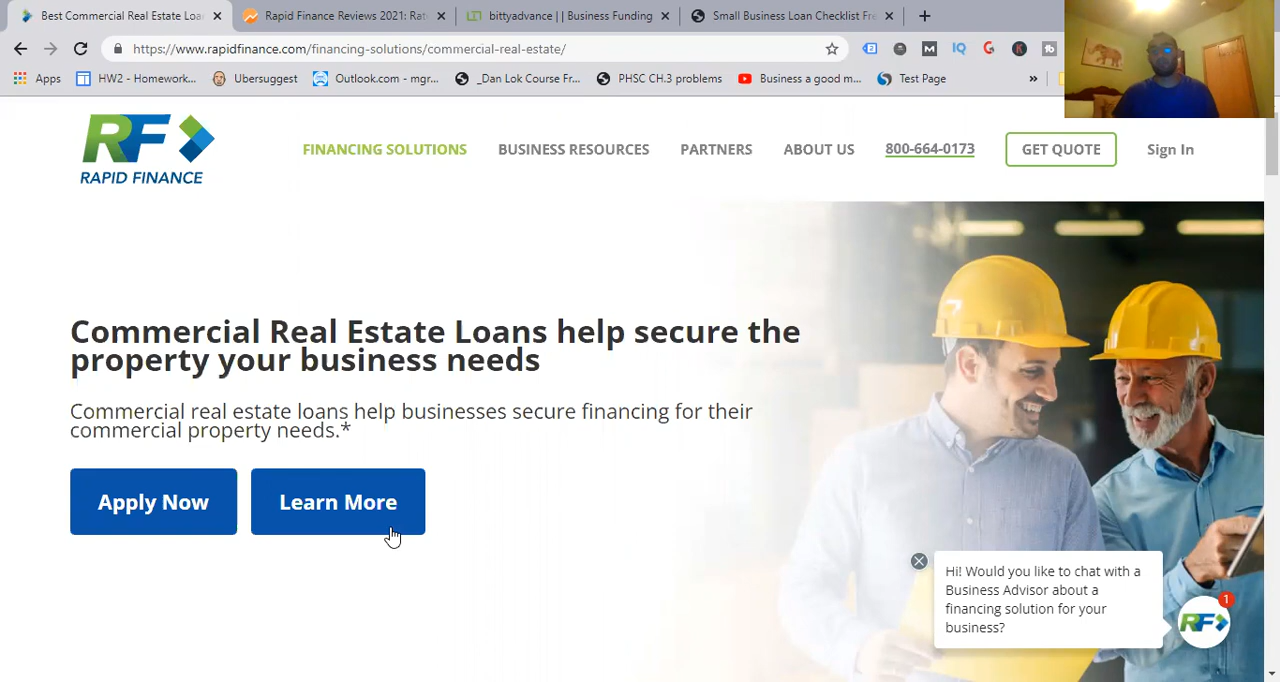 Best Commercial Real Estate Loa
Rapid Finance Reviews 2021: Rat
bittyadvance || Business Funding
Small Business Loan Checklist Fre
https://www.rapidfinance.com/financing-solutions/commercial-real-estate/
M
IQ
G
K
Apps
HW2 - Homework...
Ubersuggest
Outlook.com - mgr...
_Dan Lok Course Fr...
PHSC CH.3 problems
Business a good m...
Test Page
»
RF
RAPID FINANCE
FINANCING SOLUTIONS
BUSINESS RESOURCES
PARTNERS
ABOUT US
800-664-0173
GET QUOTE
Sign In
Commercial Real Estate Loans help secure the
property your business needs
Commercial real estate loans help businesses secure financing for their
commercial property needs.*
Apply Now
Learn More
Hi! Would you like to chat with a
Business Advisor about a
financing solution for your
business?
RF
1